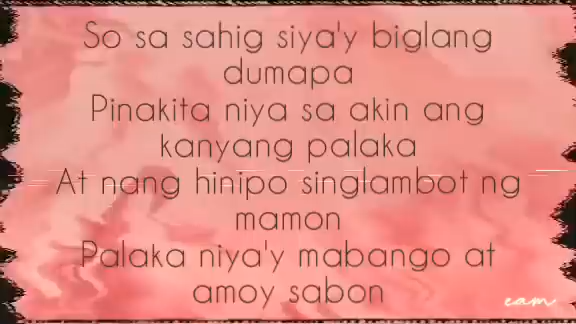 So sa sahig siya'y biglang
dumapa
Pinakita niya sa akin ang
kanyang palaka
At nang hinipo singlambot ng
mamon
Palaka niya'y mabango at
amoy sabon
eam